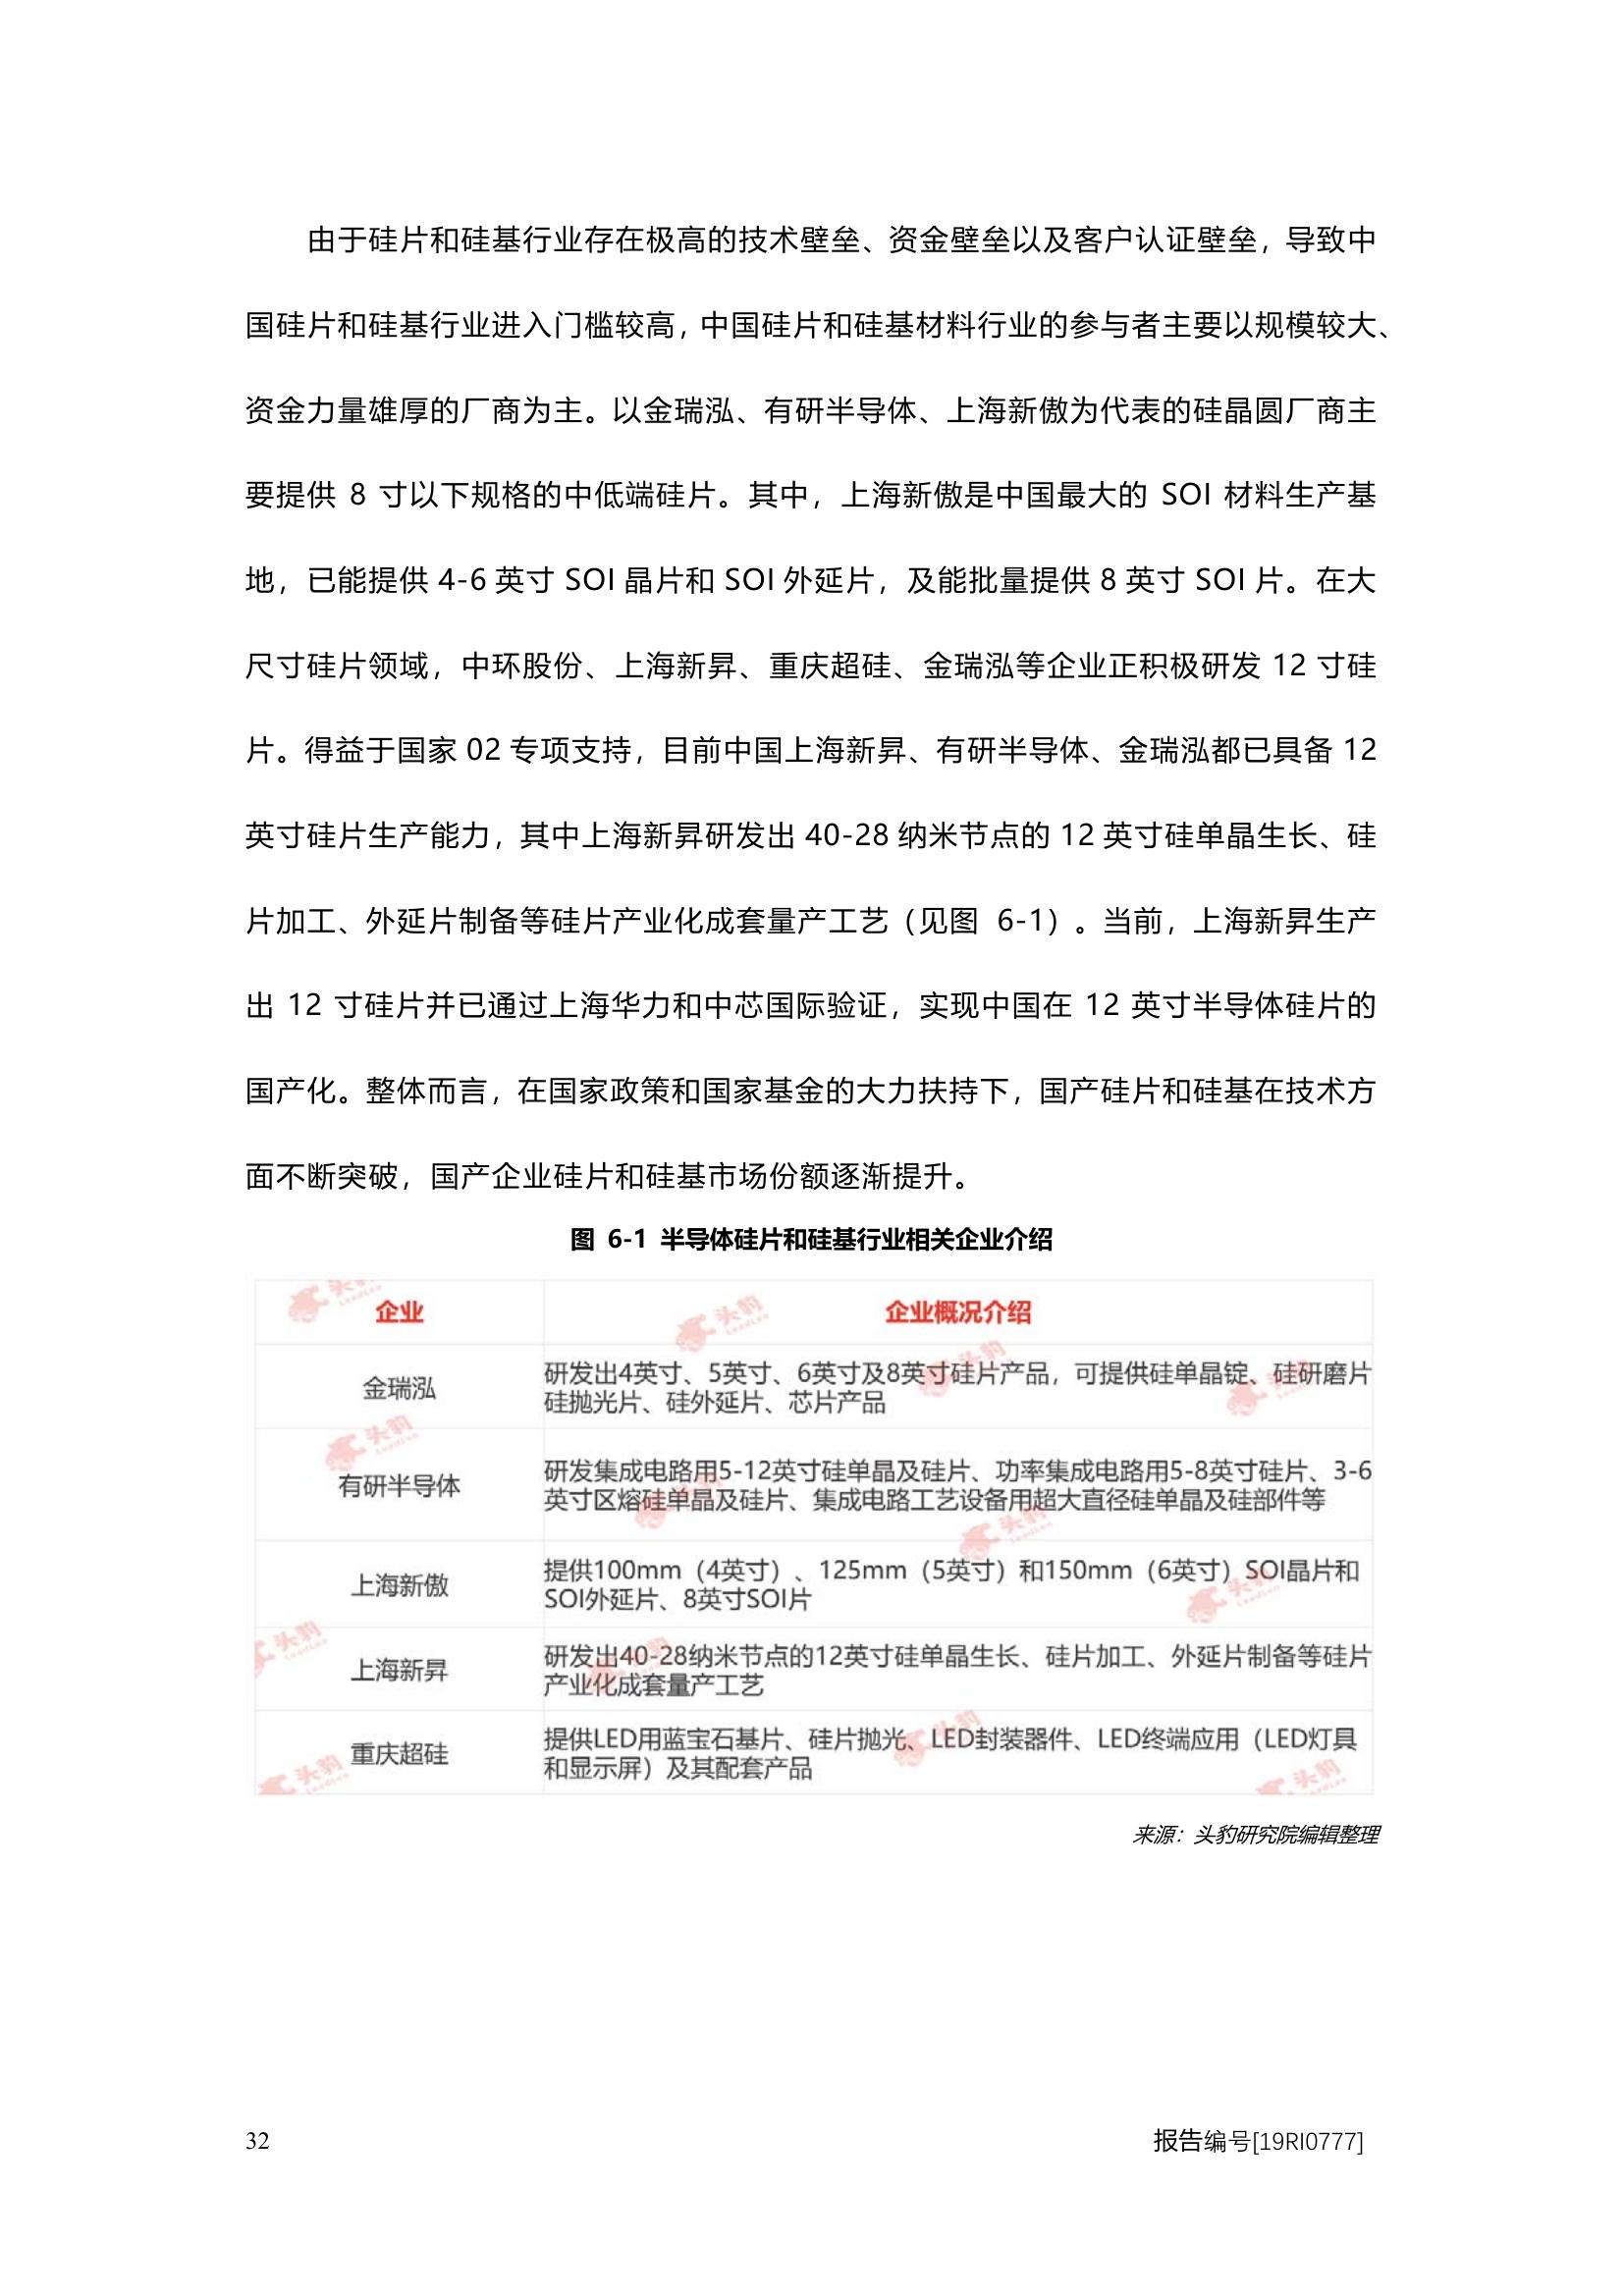 由于硅片和硅基行业存在极高的技术壁垒、资金壁垒以及客户认证壁垒，导致中
国硅片和硅基行业进入门槛较高，中国硅片和硅基材料行业的参与者主要以规模较大、
资金力量雄厚的厂商为主。以金瑞泓、有研半导体、上海新傲为代表的硅晶圆厂商主
要提供 8 寸以下规格的中低端硅片。其中，上海新傲是中国最大的 SOI 材料生产基
地，已能提供 4-6 英寸 SOI 晶片和 SOI 外延片，及能批量提供 8 英寸 SOI 片。在大
尺寸硅片领域，中环股份、上海新昇、重庆超硅、金瑞泓等企业正积极研发 12 寸硅
片。得益于国家 02 专项支持，目前中国上海新昇、有研半导体、金瑞泓都已具备 12
英寸硅片生产能力，其中上海新昇研发出 40-28 纳米节点的 12 英寸硅单晶生长、硅
片加工、外延片制备等硅片产业化成套量产工艺（见图 6-1）。当前，上海新昇生产
出 12 寸硅片并已通过上海华力和中芯国际验证，实现中国在 12 英寸半导体硅片的
国产化。整体而言，在国家政策和国家基金的大力扶持下，国产硅片和硅基在技术方
面不断突破，国产企业硅片和硅基市场份额逐渐提升。
图 6-1 半导体硅片和硅基行业相关企业介绍
企业 企业概况介绍
金瑞泓 研发出4英寸、5英寸、6英寸及8英寸硅片产品，可提供硅单晶锭、硅研磨片
硅抛光片、硅外延片、芯片产品
有研半导体 研发集成电路用5-12英寸硅单晶及硅片、功率集成电路用5-8英寸硅片、3-6
英寸区熔硅单晶及硅片、集成电路工艺设备用超大直径硅单晶及硅部件等
上海新傲 提供100mm（4英寸）、125mm（5英寸）和150mm（6英寸）SOI晶片和
SOI外延片、8英寸SOI片
上海新昇 研发出40-28纳米节点的12英寸硅单晶生长、硅片加工、外延片制备等硅片
产业化成套量产工艺
重庆超硅 提供LED用蓝宝石基片、硅片抛光、LED封装器件、LED终端应用（LED灯具
和显示屏）及其配套产品
来源：头豹研究院编辑整理
32 报告编号[19RI0777]